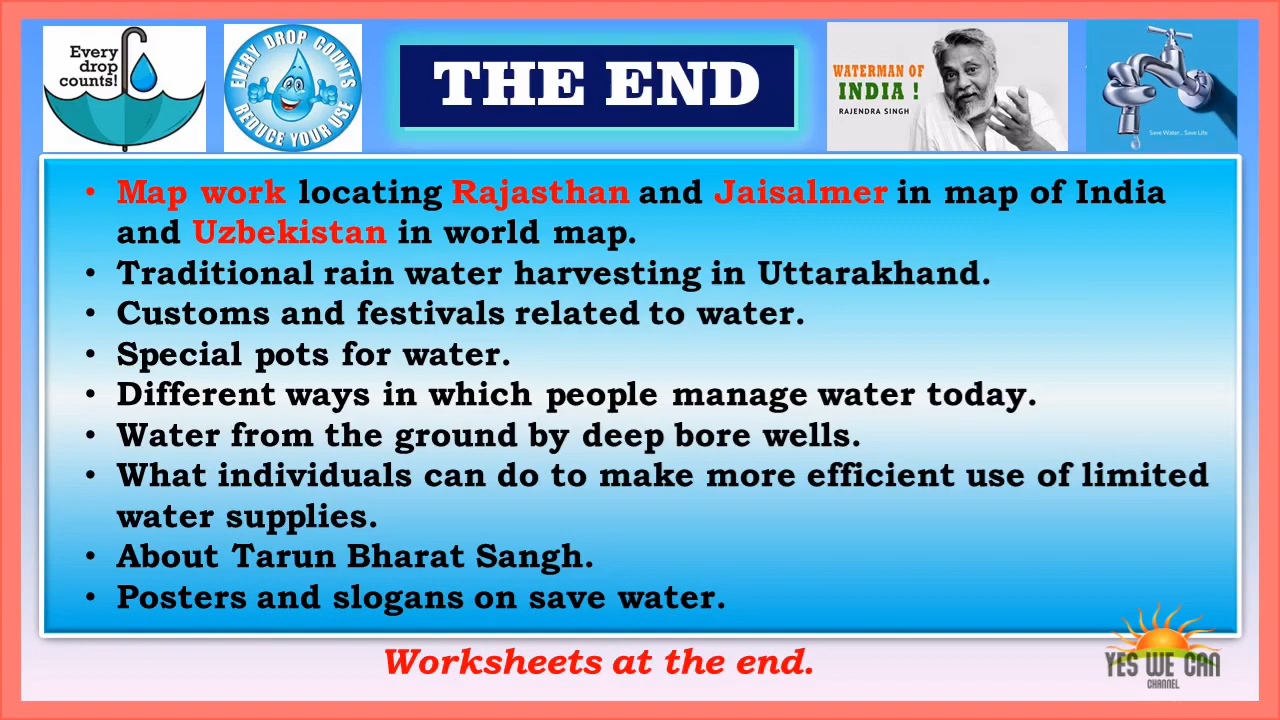 Every
drop
counts!
EVERY DROP COUNTS
REDUCE YOUR USE
THE END
WATERMAN OF
INDIA !
RAJENDRA SINGH
Save Water... Save Life
• Map work locating Rajasthan and Jaisalmer in map of India
and Uzbekistan in world map.
• Traditional rain water harvesting in Uttarakhand.
• Customs and festivals related to water.
• Special pots for water.
• Different ways in which people manage water today.
• Water from the ground by deep bore wells.
• What individuals can do to make more efficient use of limited
water supplies.
• About Tarun Bharat Sangh.
• Posters and slogans on save water.
Worksheets at the end.
YES WE CAN
CHANNEL